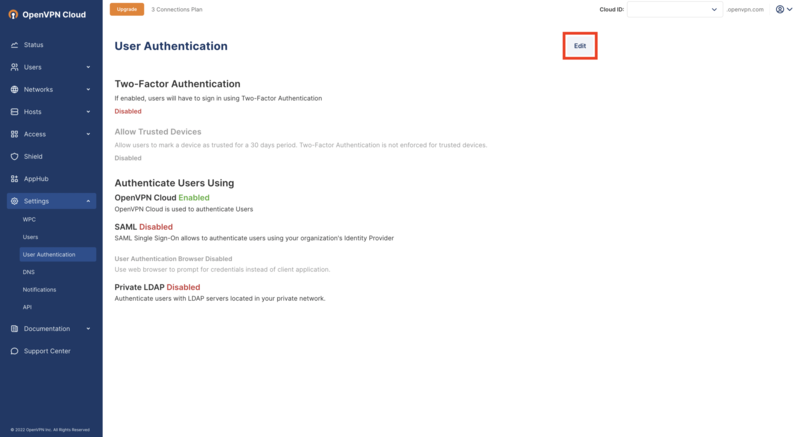 OpenVPN Cloud
Upgrade
3 Connections Plan
Cloud ID:
.openvpn.com
Status
Users
Networks
Hosts
Access
Shield
AppHub
Settings
WPC
Users
User Authentication
DNS
Notifications
API
Documentation
Support Center
© 2022 OpenVPN Inc. All Rights Reserved
User Authentication
Edit
Two-Factor Authentication
If enabled, users will have to sign in using Two-Factor Authentication
Disabled
Allow Trusted Devices
Allow users to mark a device as trusted for a 30 days period. Two-Factor Authentication is not enforced for trusted devices.
Disabled
Authenticate Users Using
OpenVPN Cloud Enabled
OpenVPN Cloud is used to authenticate Users
SAML Disabled
SAML Single Sign-On allows to authenticate users using your organization's Identity Provider
User Authentication Browser Disabled
Use web browser to prompt for credentials instead of client application.
Private LDAP Disabled
Authenticate users with LDAP servers located in your private network.